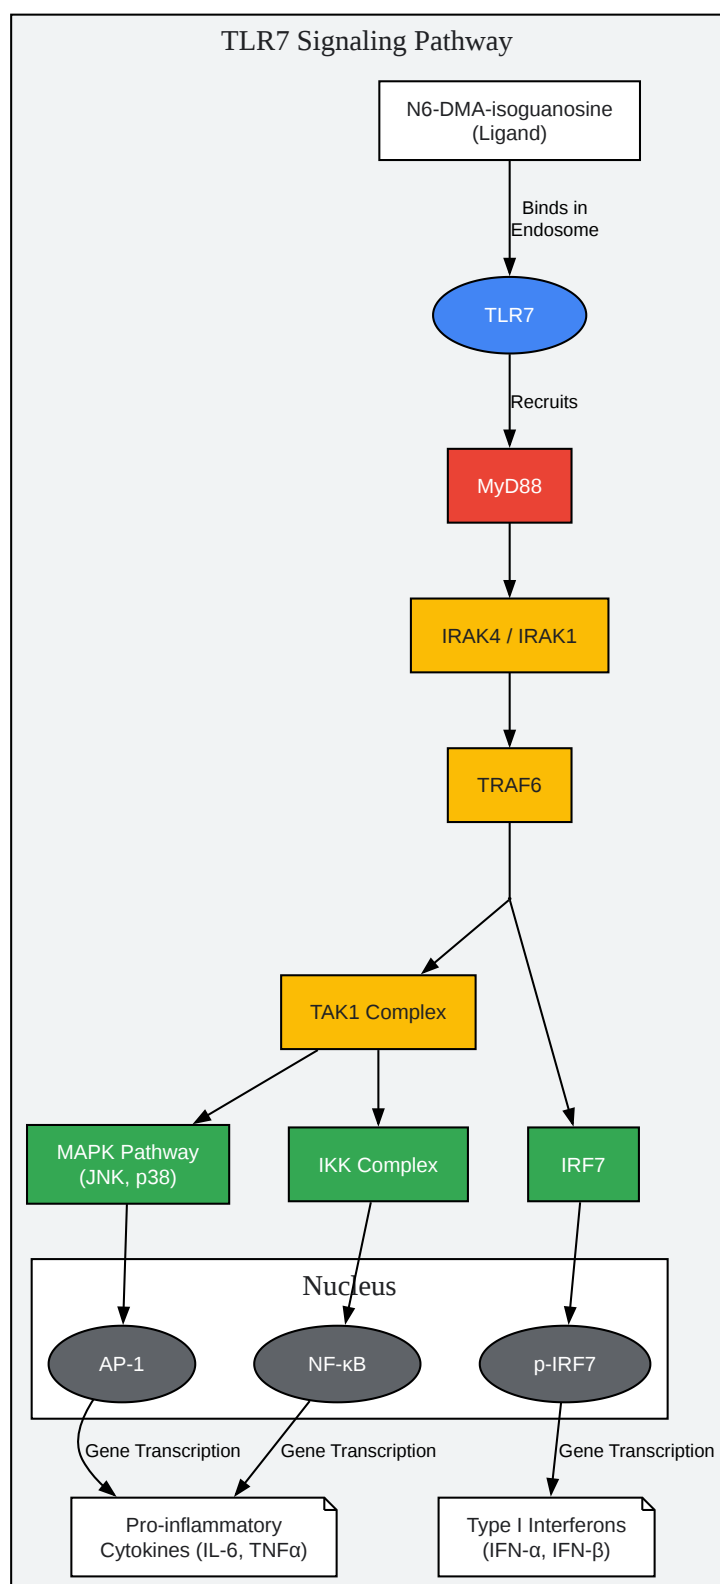 TLR7 Signaling Pathway
N6-DMA-isoguanosine
(Ligand)
Binds in
Endosome
TLR7
Recruits
MyD88
IRAK4 / IRAK1
TRAF6
TAK1 Complex
MAPK Pathway
(JNK, p38)
IKK Complex
IRF7
Nucleus
AP-1
NF-κB
p-IRF7
Gene Transcription
Gene Transcription
Gene Transcription
Pro-inflammatory
Cytokines (IL-6, TNFα)
Type I Interferons
(IFN-α, IFN-β)